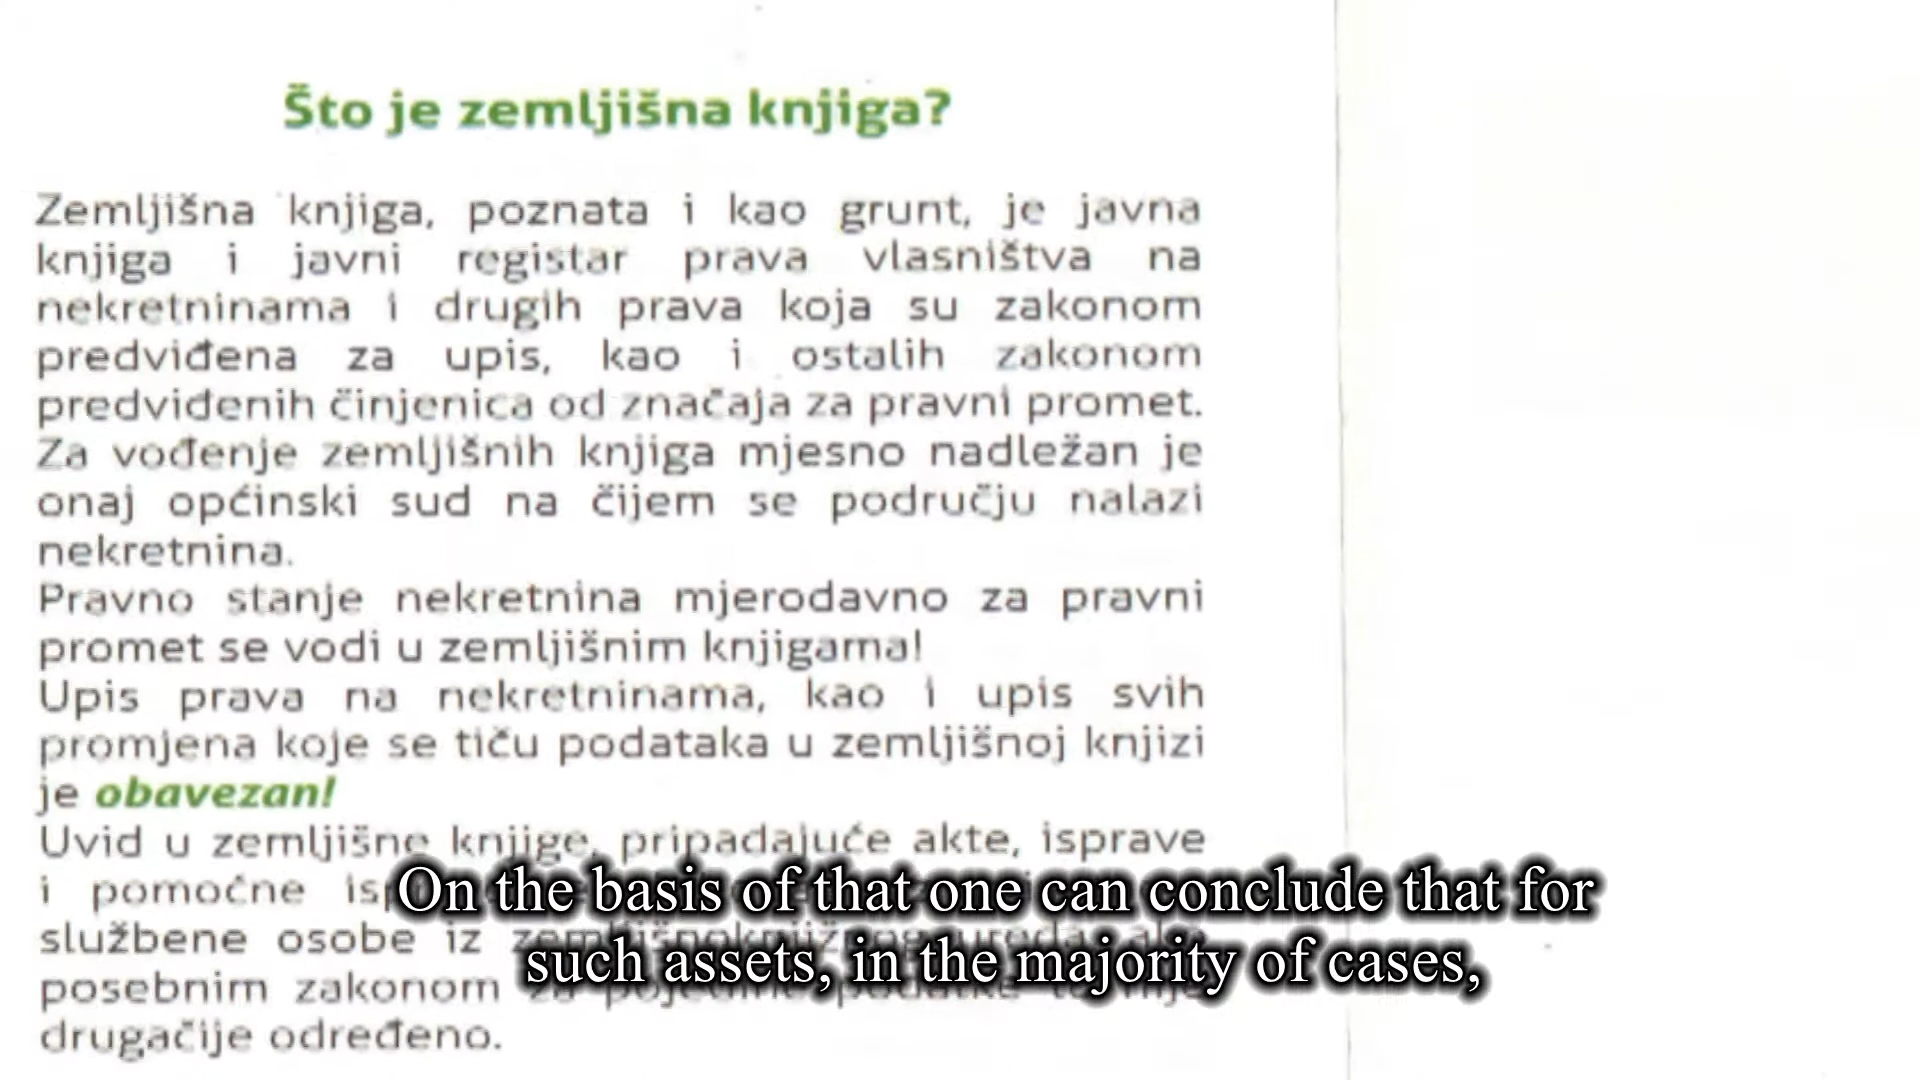 Što je zemljišna knjiga?
Zemljišna knjiga, poznata i kao grunt, je javna
knjiga i javni registar prava vlasništva na
nekretninama i drugih prava koja su zakonom
predviđena za upis, kao i ostalih zakonom
predviđenih činjenica od značaja za pravni promet.
Za vođenje zemljišnih knjiga mjesno nadležan je
onaj općinski sud na čijem se području nalazi
nekretnina.
Pravno stanje nekretnina mjerodavno za pravni
promet se vodi u zemljišnim knjigama!
Upis prava na nekretninama, kao i upis svih
promjena koje se tiču podataka u zemljišnoj knjizi
je obavezan!
Uvid u zemljišne knjige, pripadajuće akte, isprave
i pomoćne
službene osobe iz
posebnim zakonom
drugačije određeno.
On the basis of that one can conclude that for
such assets, in the majority of cases,